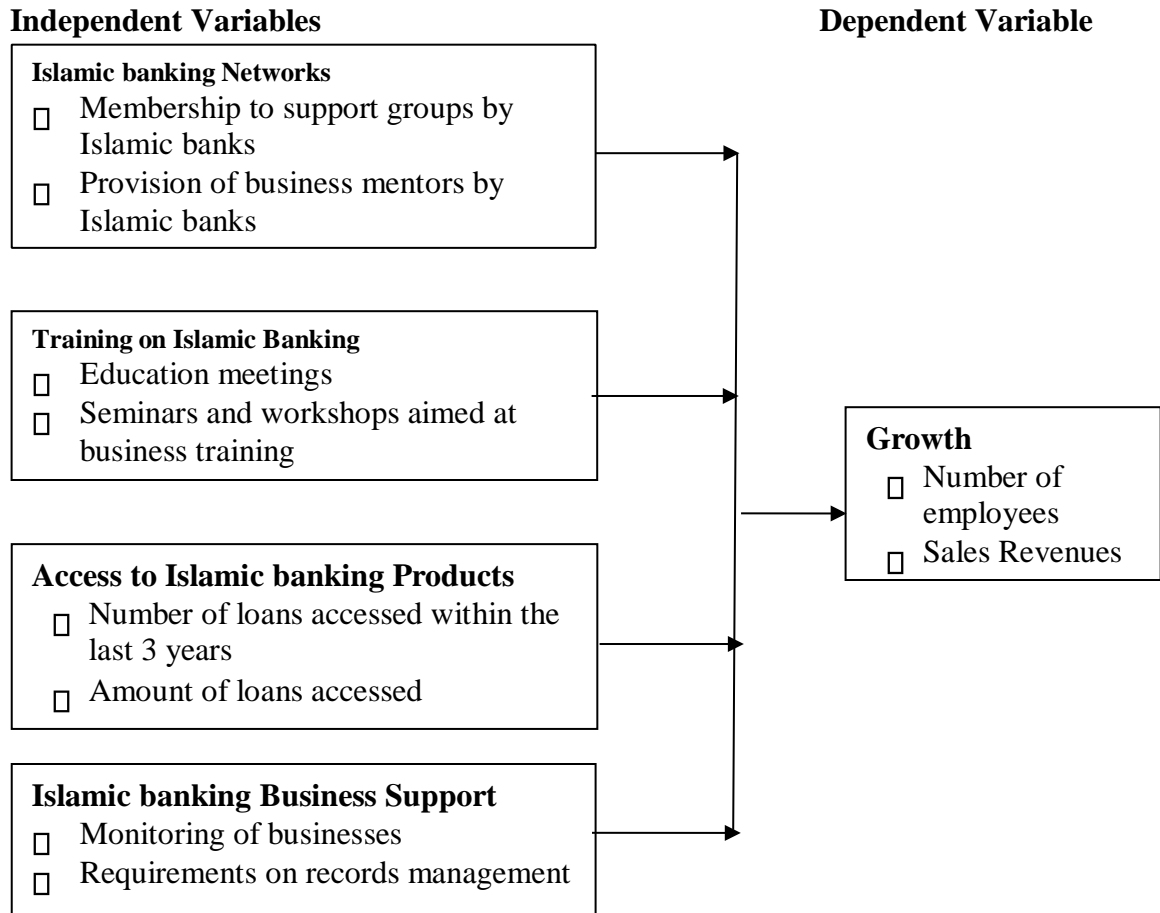 Independent Variables
Dependent Variable
Islamic banking Networks
Membership to support groups by
Islamic banks
Provision of business mentors by
Islamic banks
Training on Islamic Banking
Education meetings
Seminars and workshops aimed at
business training
Access to Islamic banking Products
Number of loans accessed within the
last 3 years
Amount of loans accessed
Islamic banking Business Support
Monitoring of businesses
Requirements on records management
Growth
Number of
employees
Sales Revenues